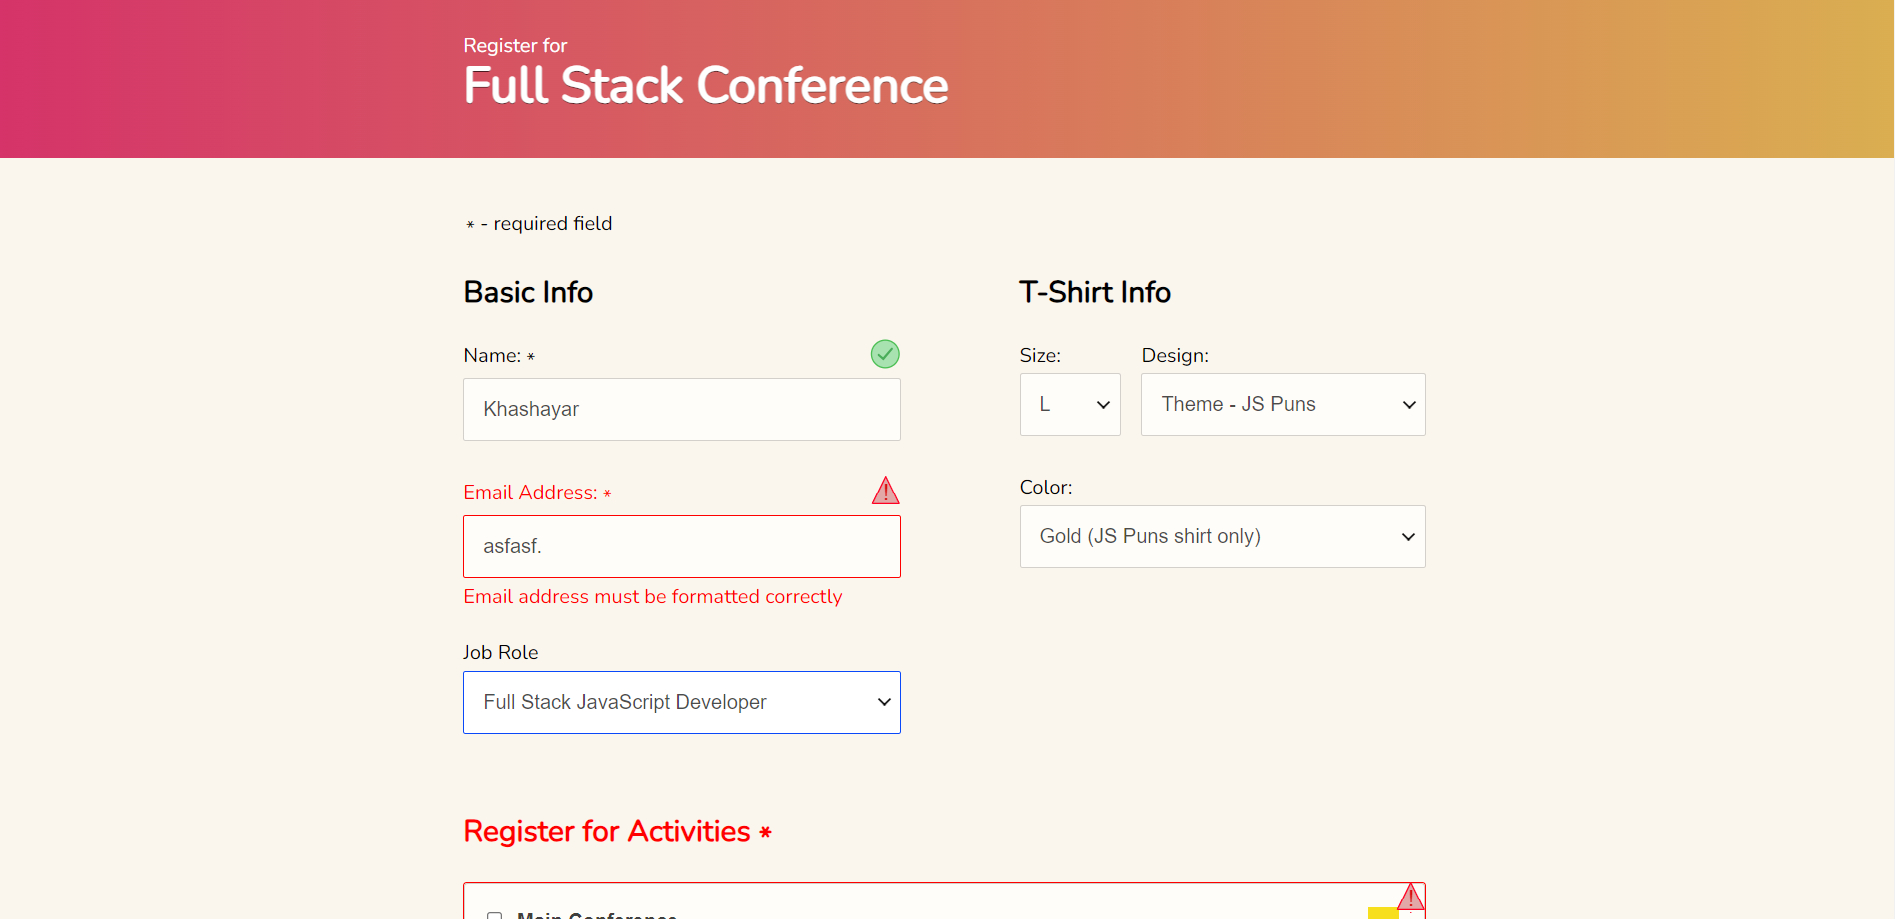 Register for
Full Stack Conference
* - required field
Basic Info
Name: *
Khashayar
Email Address: *
asfasf.
Email address must be formatted correctly
Job Role
Full Stack JavaScript Developer
T-Shirt Info
Size:
Design:
L
Theme - JS Puns
Color:
Gold (JS Puns shirt only)
Register for Activities *
Main Conference